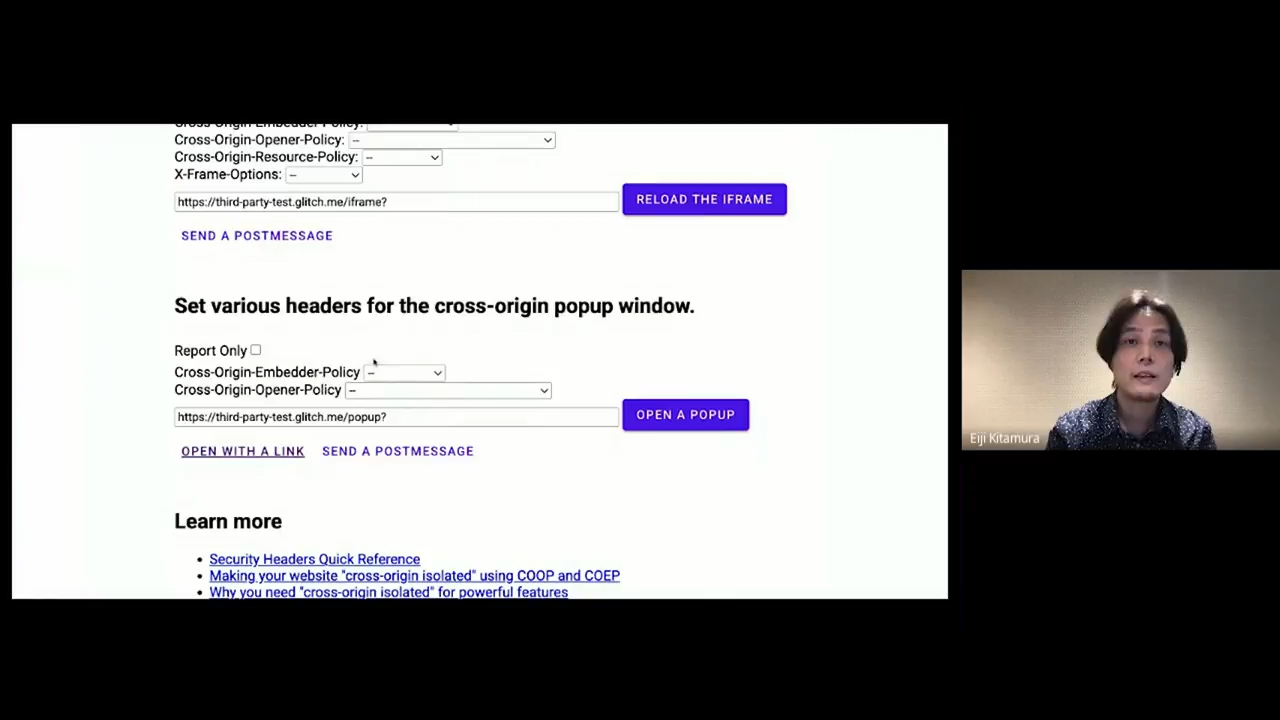 Cross-Origin-Embedder-Policy:
Cross-Origin-Opener-Policy: --
Cross-Origin-Resource-Policy: --
X-Frame-Options: --
https://third-party-test.glitch.me/iframe? RELOAD THE IFRAME
SEND A POSTMESSAGE
Set various headers for the cross-origin popup window.
Report Only
Cross-Origin-Embedder-Policy --
Cross-Origin-Opener-Policy --
https://third-party-test.glitch.me/popup? OPEN A POPUP
OPEN WITH A LINK SEND A POSTMESSAGE
Eiji Kitamura
Learn more
• Security Headers Quick Reference
• Making your website "cross-origin isolated" using COOP and COEP
• Why you need "cross-origin isolated" for powerful features